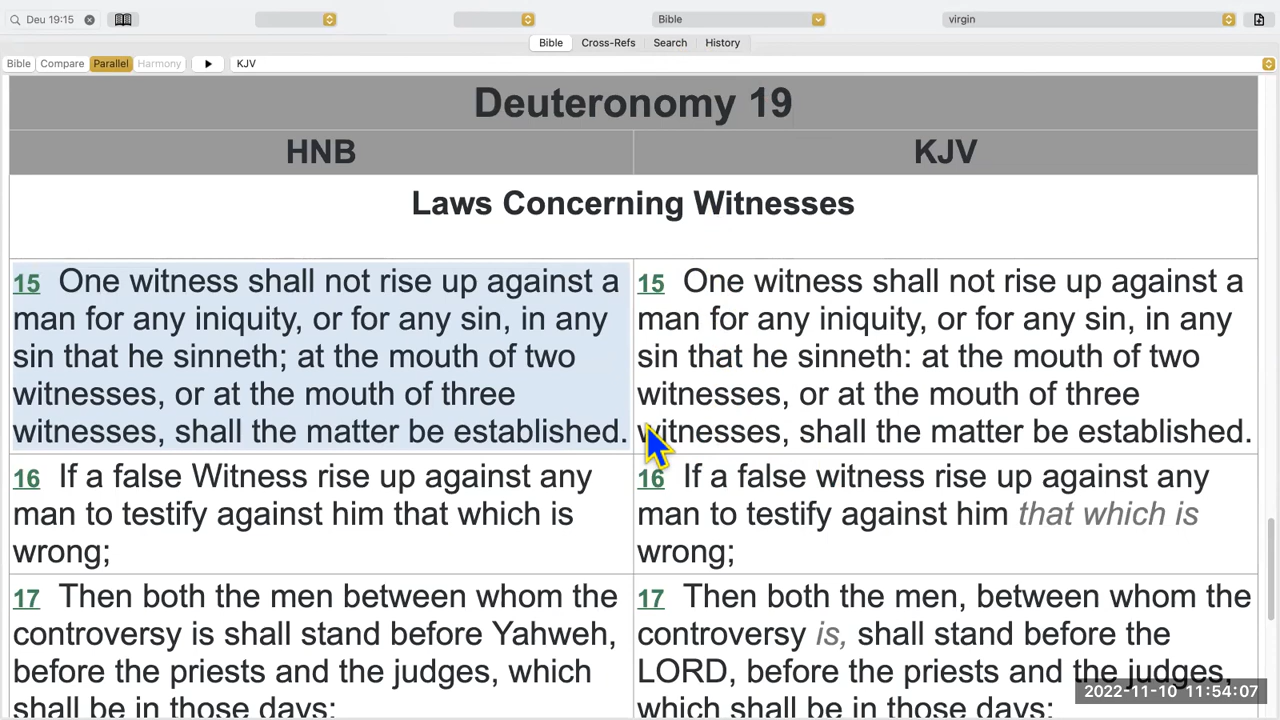 Deu 19:15 Bible virgin
Bible Cross-Refs Search History
Bible Compare Parallel Harmony KJV
Deuteronomy 19
HNB KJV
Laws Concerning Witnesses
15 One witness shall not rise up against a
man for any iniquity, or for any sin, in any
sin that he sinneth; at the mouth of two
witnesses, or at the mouth of three
witnesses, shall the matter be established.
15 One witness shall not rise up against a
man for any iniquity, or for any sin, in any
sin that he sinneth: at the mouth of two
witnesses, or at the mouth of three
witnesses, shall the matter be established.
16 If a false Witness rise up against any
man to testify against him that which is
wrong;
16 If a false witness rise up against any
man to testify against him that which is
wrong;
17 Then both the men between whom the
controversy is shall stand before Yahweh,
before the priests and the judges, which
shall be in those days;
17 Then both the men, between whom the
controversy is, shall stand before the
LORD, before the priests and the judges,
which shall be in those days;
2022-11-10 11:54:07